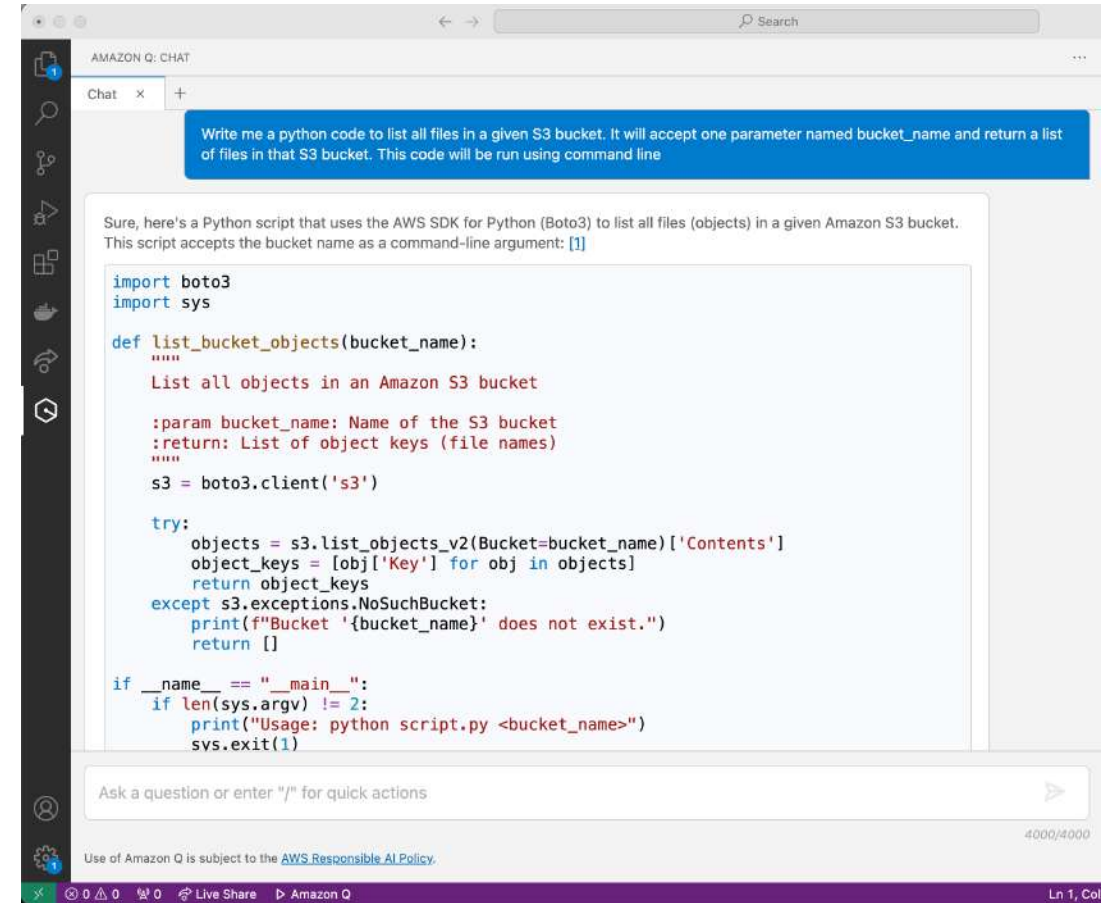 Search
AMAZON Q: CHAT
...
Chat × +
Write me a python code to list all files in a given S3 bucket. It will accept one parameter named bucket_name and return a list
of files in that S3 bucket. This code will be run using command line
Sure, here's a Python script that uses the AWS SDK for Python (Boto3) to list all files (objects) in a given Amazon S3 bucket.
This script accepts the bucket name as a command-line argument: [1]
import boto3
import sys
def list_bucket_objects(bucket_name):
"""
List all objects in an Amazon S3 bucket
:param bucket_name: Name of the S3 bucket
:return: List of object keys (file names)
"""
s3 = boto3.client('s3')
try:
objects = s3.list_objects_v2(Bucket=bucket_name)['Contents']
object_keys = [obj['Key'] for obj in objects]
return object_keys
except s3.exceptions.NoSuchBucket:
print(f"Bucket '{bucket_name}' does not exist.")
return []
if __name__ == "__main__":
if len(sys.argv) != 2:
print("Usage: python script.py <bucket_name>")
sys.exit(1)
Ask a question or enter "/" for quick actions
4000/4000
Use of Amazon Q is subject to the AWS Responsible AI Policy.
1
1
0 0 0 Live Share Amazon Q Ln 1, Col